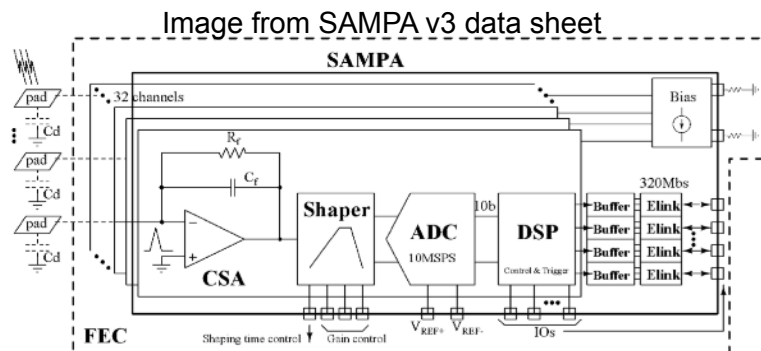 Image from SAMPA v3 data sheet
SAMPA
pad
32 channels
Cd
Bias
pad
Cd
pad
Cd
Rf
Cf
−
+
CSA
Shaper
ADC
10MSPS
10b
DSP
Control & Trigger
320Mbs
Buffer
Elink
Buffer
Elink
Buffer
Elink
Buffer
Elink
FEC
Shaping time control
Gain control
VREF+
VREF-
IOs